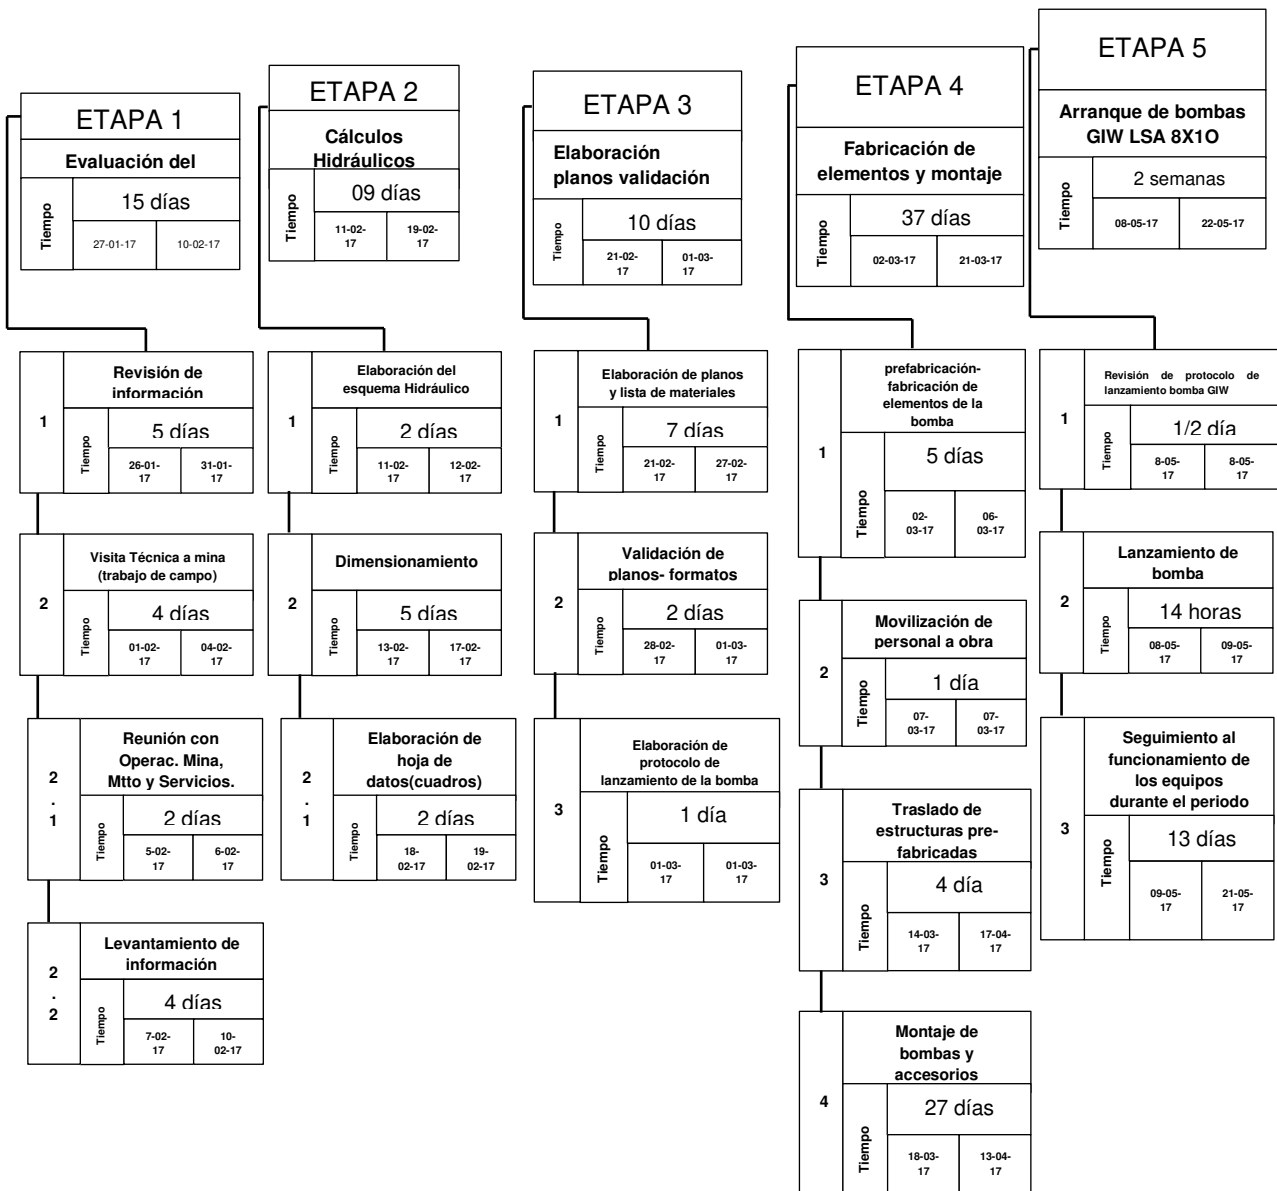 ETAPA 1
Evaluación del
Tiempo
15 días
27-01-17
10-02-17
1
Revisión de
información
Tiempo
5 días
26-01-
17
31-01-
17
2
Visita Técnica a mina
(trabajo de campo)
Tiempo
4 días
01-02-
17
04-02-
17
2
.
1
Reunión con
Operac. Mina,
Mtto y Servicios.
Tiempo
2 días
5-02-
17
6-02-
17
2
.
2
Levantamiento de
información
Tiempo
4 días
7-02-
17
10-
02-17
ETAPA 2
Cálculos
Hidráulicos
Tiempo
09 días
11-02-
17
19-02-
17
1
Elaboración del
esquema Hidráulico
Tiempo
2 días
11-02-
17
12-02-
17
2
Dimensionamiento
Tiempo
5 días
13-02-
17
17-02-
17
2
.
1
Elaboración de
hoja de
datos(cuadros)
Tiempo
2 días
18-
02-17
19-
02-17
ETAPA 3
Elaboración
planos validación
Tiempo
10 días
21-02-
17
01-03-
17
1
Elaboración de planos
y lista de materiales
Tiempo
7 días
21-02-
17
27-02-
17
2
Validación de
planos- formatos
Tiempo
2 días
28-02-
17
01-03-
17
3
Elaboración de
protocolo de
lanzamiento de la bomba
Tiempo
1 día
01-03-
17
01-03-
17
ETAPA 4
Fabricación de
elementos y montaje
Tiempo
37 días
02-03-17
21-03-17
1
prefabricación-
fabricación de
elementos de la
bomba
Tiempo
5 días
02-
03-17
06-
03-17
2
Movilización de
personal a obra
Tiempo
1 día
07-
03-17
07-
03-17
3
Traslado de
estructuras pre-
fabricadas
Tiempo
4 día
14-03-
17
17-04-
17
4
Montaje de
bombas y
accesorios
Tiempo
27 días
18-03-
17
13-04-
17
ETAPA 5
Arranque de bombas
GIW LSA 8X1O
Tiempo
2 semanas
08-05-17
22-05-17
1
Revisión de protocolo de
lanzamiento bomba GIW
Tiempo
1/2 día
8-05-
17
8-05-
17
2
Lanzamiento de
bomba
Tiempo
14 horas
08-05-
17
09-05-
17
3
Seguimiento al
funcionamiento de
los equipos
durante el periodo
Tiempo
13 días
09-05-
17
21-05-
17